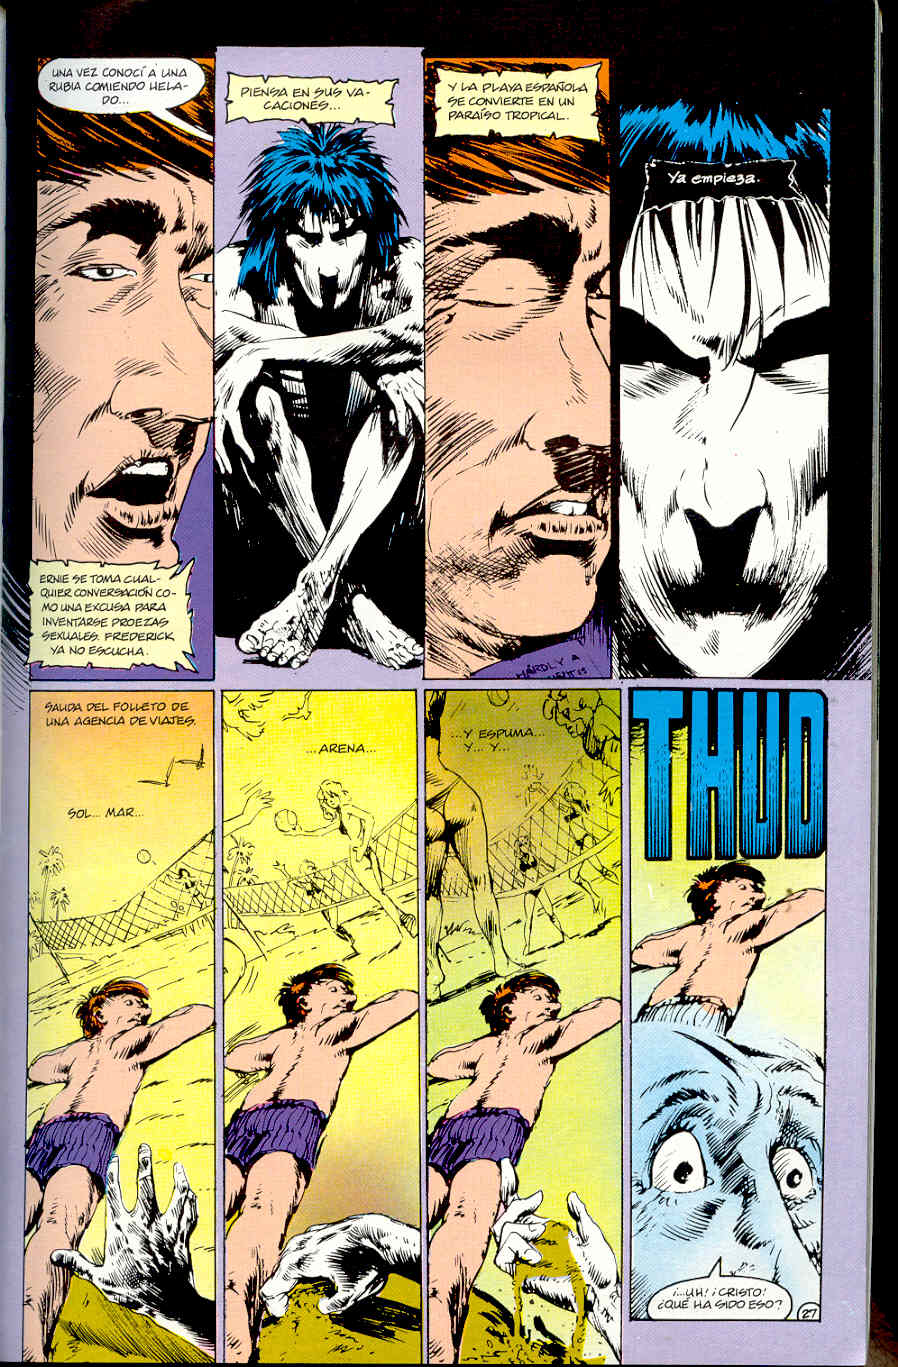 UNA VEZ CONOCÍ A UNA
RUBIA COMIENDO HELA-
DO...
ERNIE SE TOMA CUAL-
QUIER CONVERSACIÓN CO-
MO UNA EXCUSA PARA
INVENTARSE PROEZAS
SEXUALES. FREDERICK
YA NO ESCUCHA.
PIENSA EN SUS VA-
CACIONES...
Y LA PLAYA ESPAÑOLA
SE CONVIERTE EN UN
PARAÍSO TROPICAL.
HARDLY A
Ya empieza.
SALIDA DEL FOLLETO DE
UNA AGENCIA DE VIAJES.
SOL... MAR...
...ARENA...
...Y ESPUMA...
Y... Y...
THUD
¡...UH! ¡CRISTO!
¿QUÉ HA SIDO ESO?
27